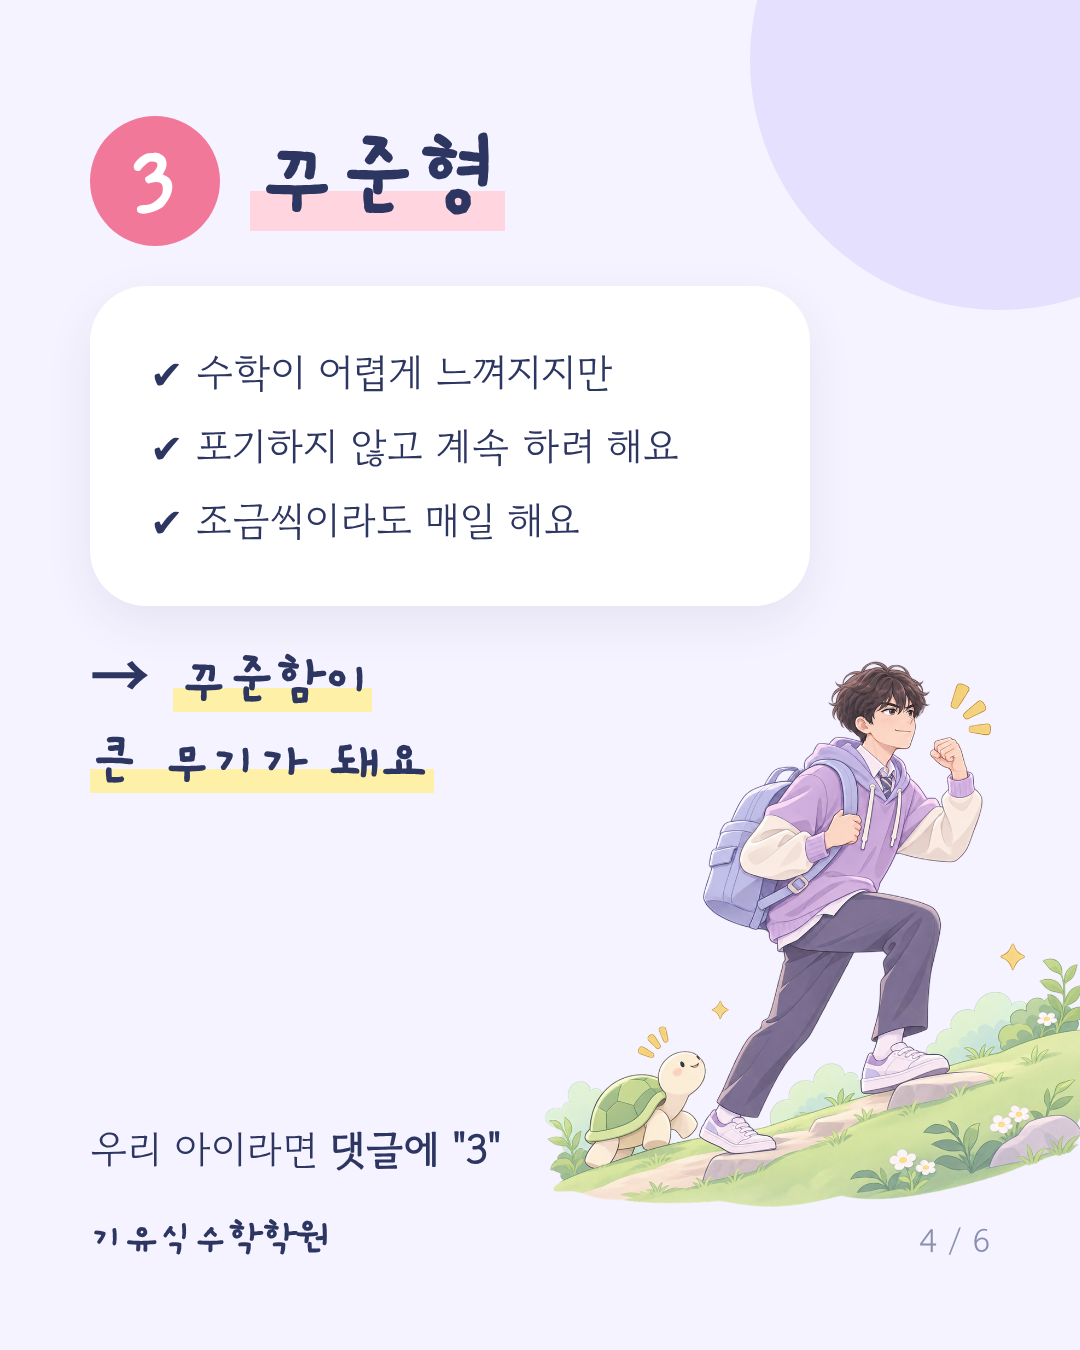 3 꾸준형
✔ 수학이 어렵게 느껴지지만
✔ 포기하지 않고 계속 하려 해요
✔ 조금씩이라도 매일 해요
→ 꾸준함이
큰 무기가 돼요
우리 아이라면 댓글에 "3"
기유식수학학원
4 / 6